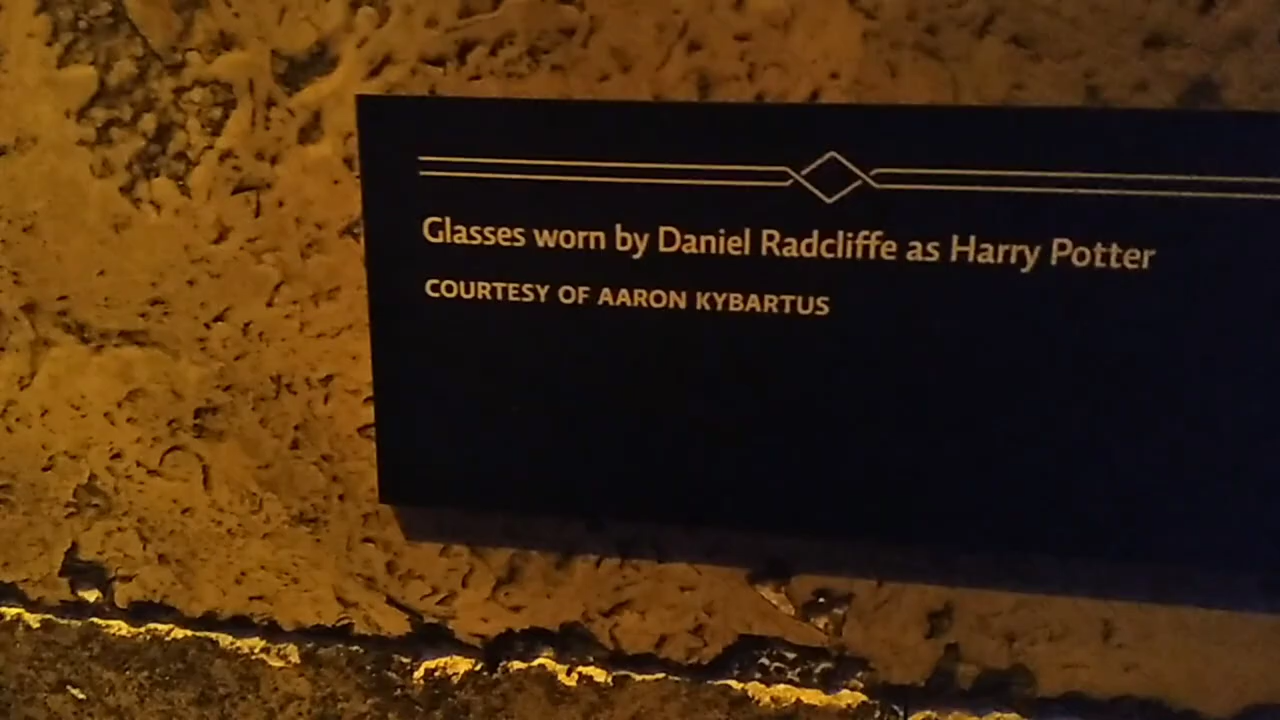 Glasses worn by Daniel Radcliffe as Harry Potter
COURTESY OF AARON KYBARTUS